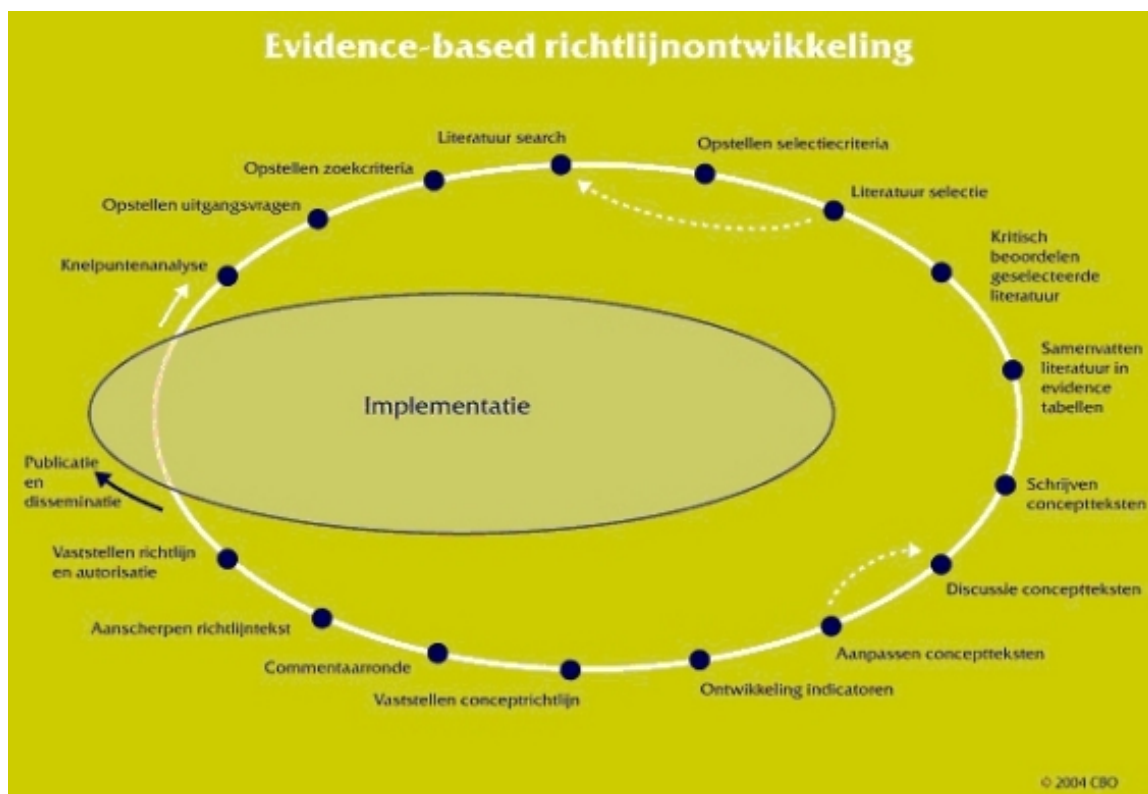 Evidence-based richtlijnontwikkeling
Literatuur search
Opstellen selectiecriteria
Opstellen zoekcriteria
Literatuur selectie
Opstellen uitgangsvragen
Kritisch
beoordelen
geselecteerde
literatuur
Knelpuntenanalyse
Samenvatten
literatuur in
evidence
tabellen
Implementatie
Publicatie
en
disseminatie
Schrijven
conceptteksten
Vaststellen richtlijn
en autorisatie
Discussie conceptteksten
Aanscherpen richtlijntekst
Aanpassen conceptteksten
Commentaarronde
Ontwikkeling indicatoren
Vaststellen conceptrichtlijn
© 2004 CBO